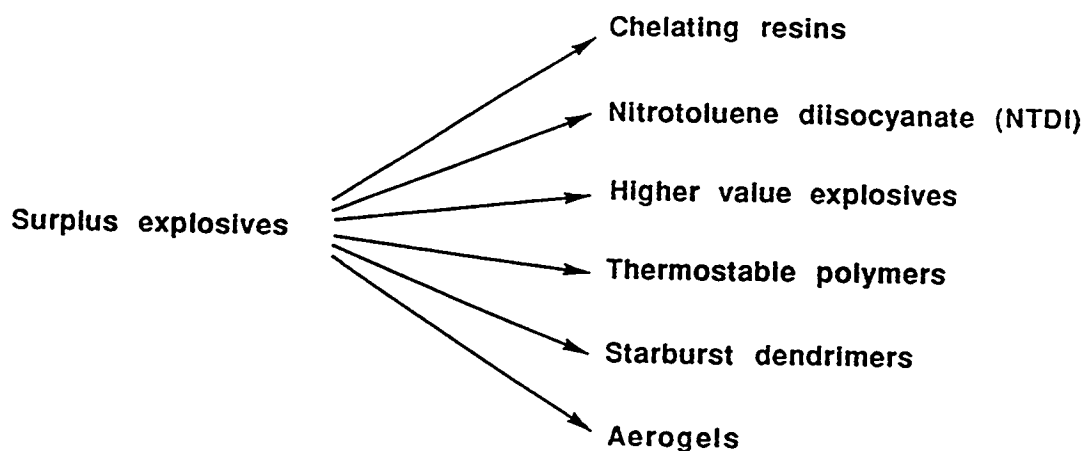 Chelating resins
Nitrotoluene diisocyanate (NTDI)
Higher value explosives
Surplus explosives
Thermostable polymers
Starburst dendrimers
Aerogels